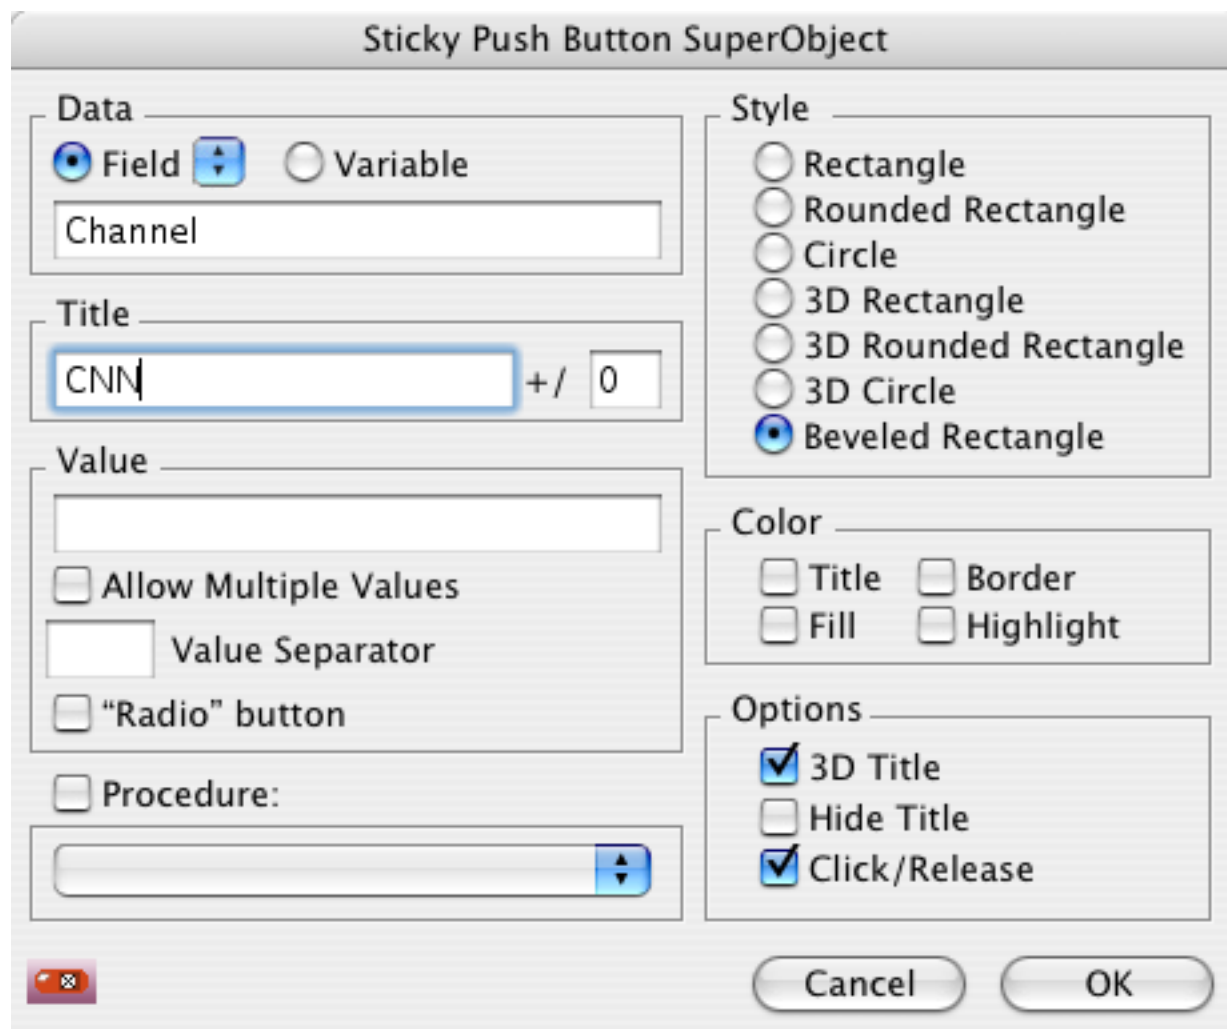 Sticky Push Button SuperObject
Data
Field Variable
Channel
Title
CNN +/ 0
Value
Allow Multiple Values
Value Separator
“Radio” button
Procedure:
Style
Rectangle
Rounded Rectangle
Circle
3D Rectangle
3D Rounded Rectangle
3D Circle
Beveled Rectangle
Color
Title Border
Fill Highlight
Options
3D Title
Hide Title
Click/Release
Cancel OK